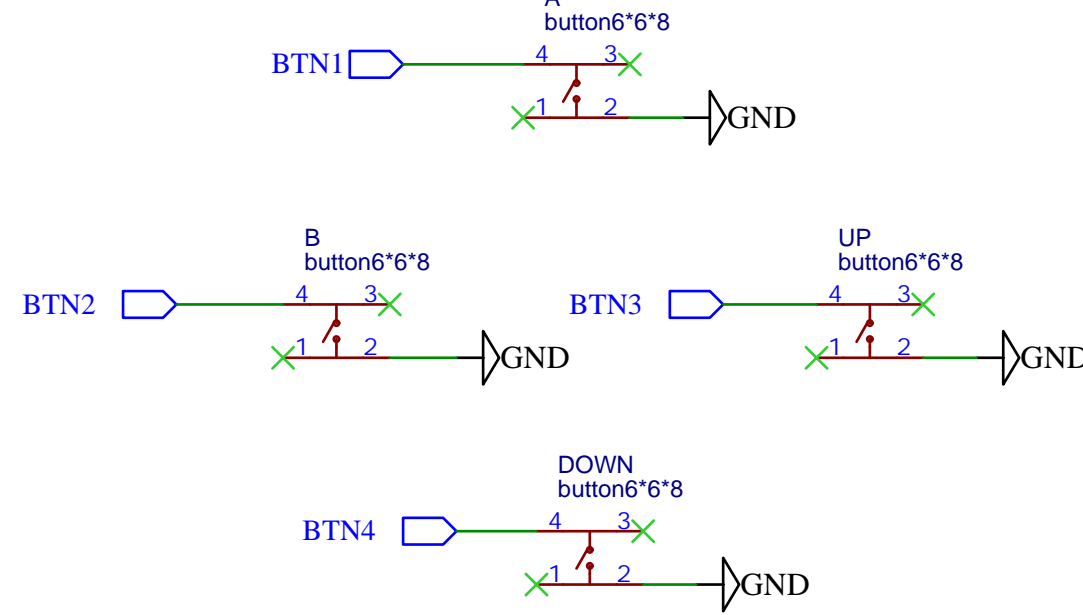 A
button6*6*8
BTN1
4 3
1 2
GND
B
button6*6*8
BTN2
4 3
1 2
GND
UP
button6*6*8
BTN3
4 3
1 2
GND
DOWN
button6*6*8
BTN4
4 3
1 2
GND